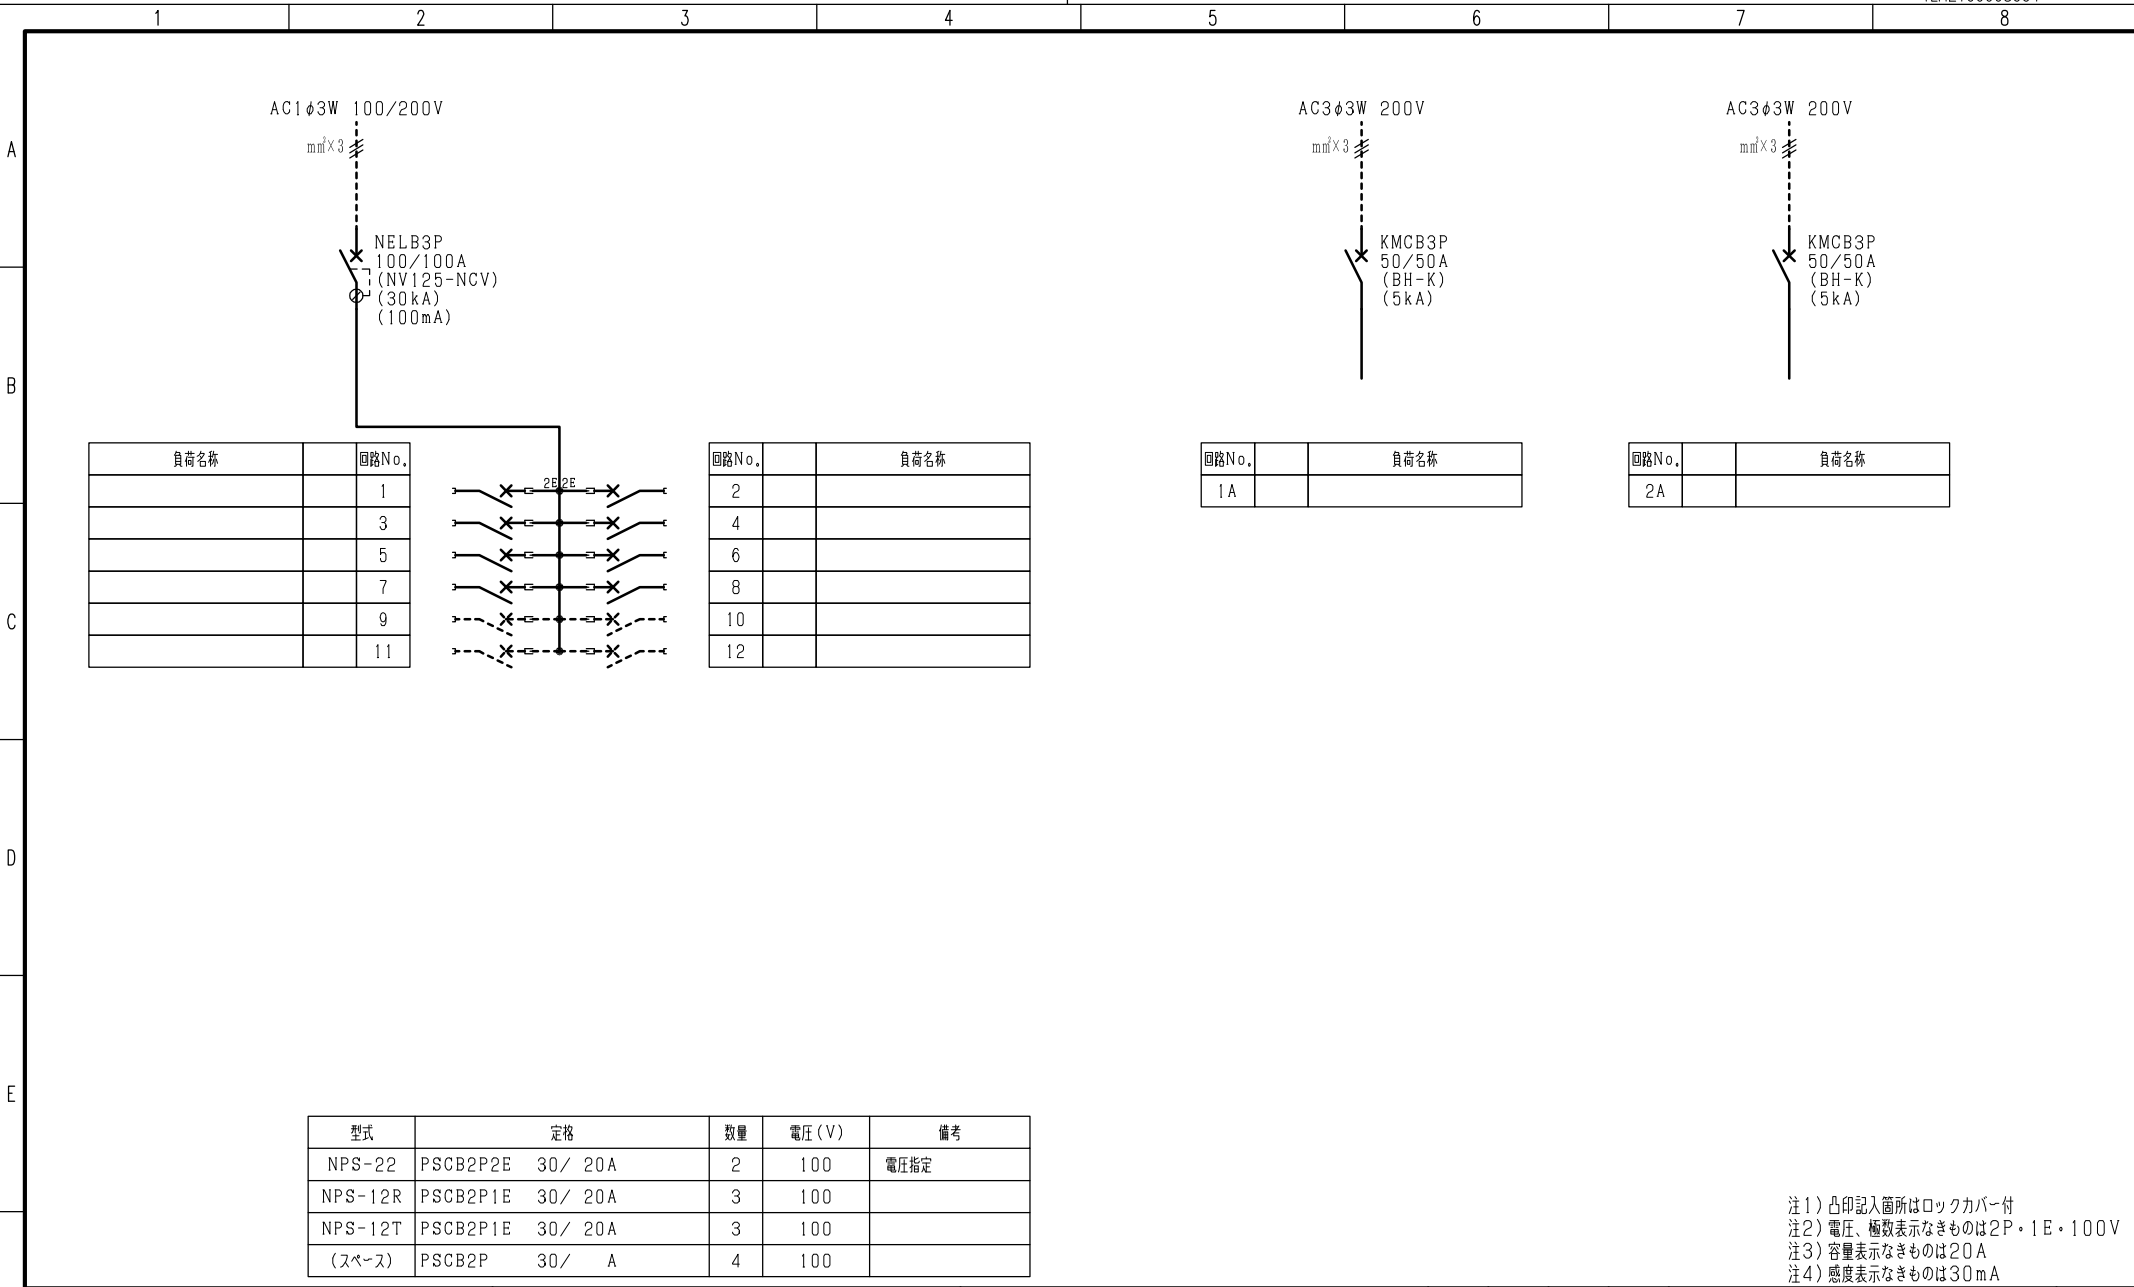 1 2 3 4 5 6 7 8
A
B
C
D
E
AC1φ3W 100/200V
mm²×3
NELB3P
100/100A
(NV125-NCV)
(30kA)
(100mA)
AC3φ3W 200V
mm²×3
KMCB3P
50/50A
(BH-K)
(5kA)
AC3φ3W 200V
mm²×3
KMCB3P
50/50A
(BH-K)
(5kA)
負荷名称 回路No.
1
3
5
7
9
11
2E 2E
回路No. 負荷名称
2
4
6
8
10
12
回路No. 負荷名称
1A
回路No. 負荷名称
2A
型式 定格 数量 電圧(V) 備考
NPS-22 PSCB2P2E 30/ 20A 2 100 電圧指定
NPS-12R PSCB2P1E 30/ 20A 3 100
NPS-12T PSCB2P1E 30/ 20A 3 100
(スペース) PSCB2P 30/ A 4 100
注1)凸印記入箇所はロックカバー付
注2)電圧、極数表示なきものは2P・1E・100V
注3)容量表示なきものは20A
注4)感度表示なきものは30mA